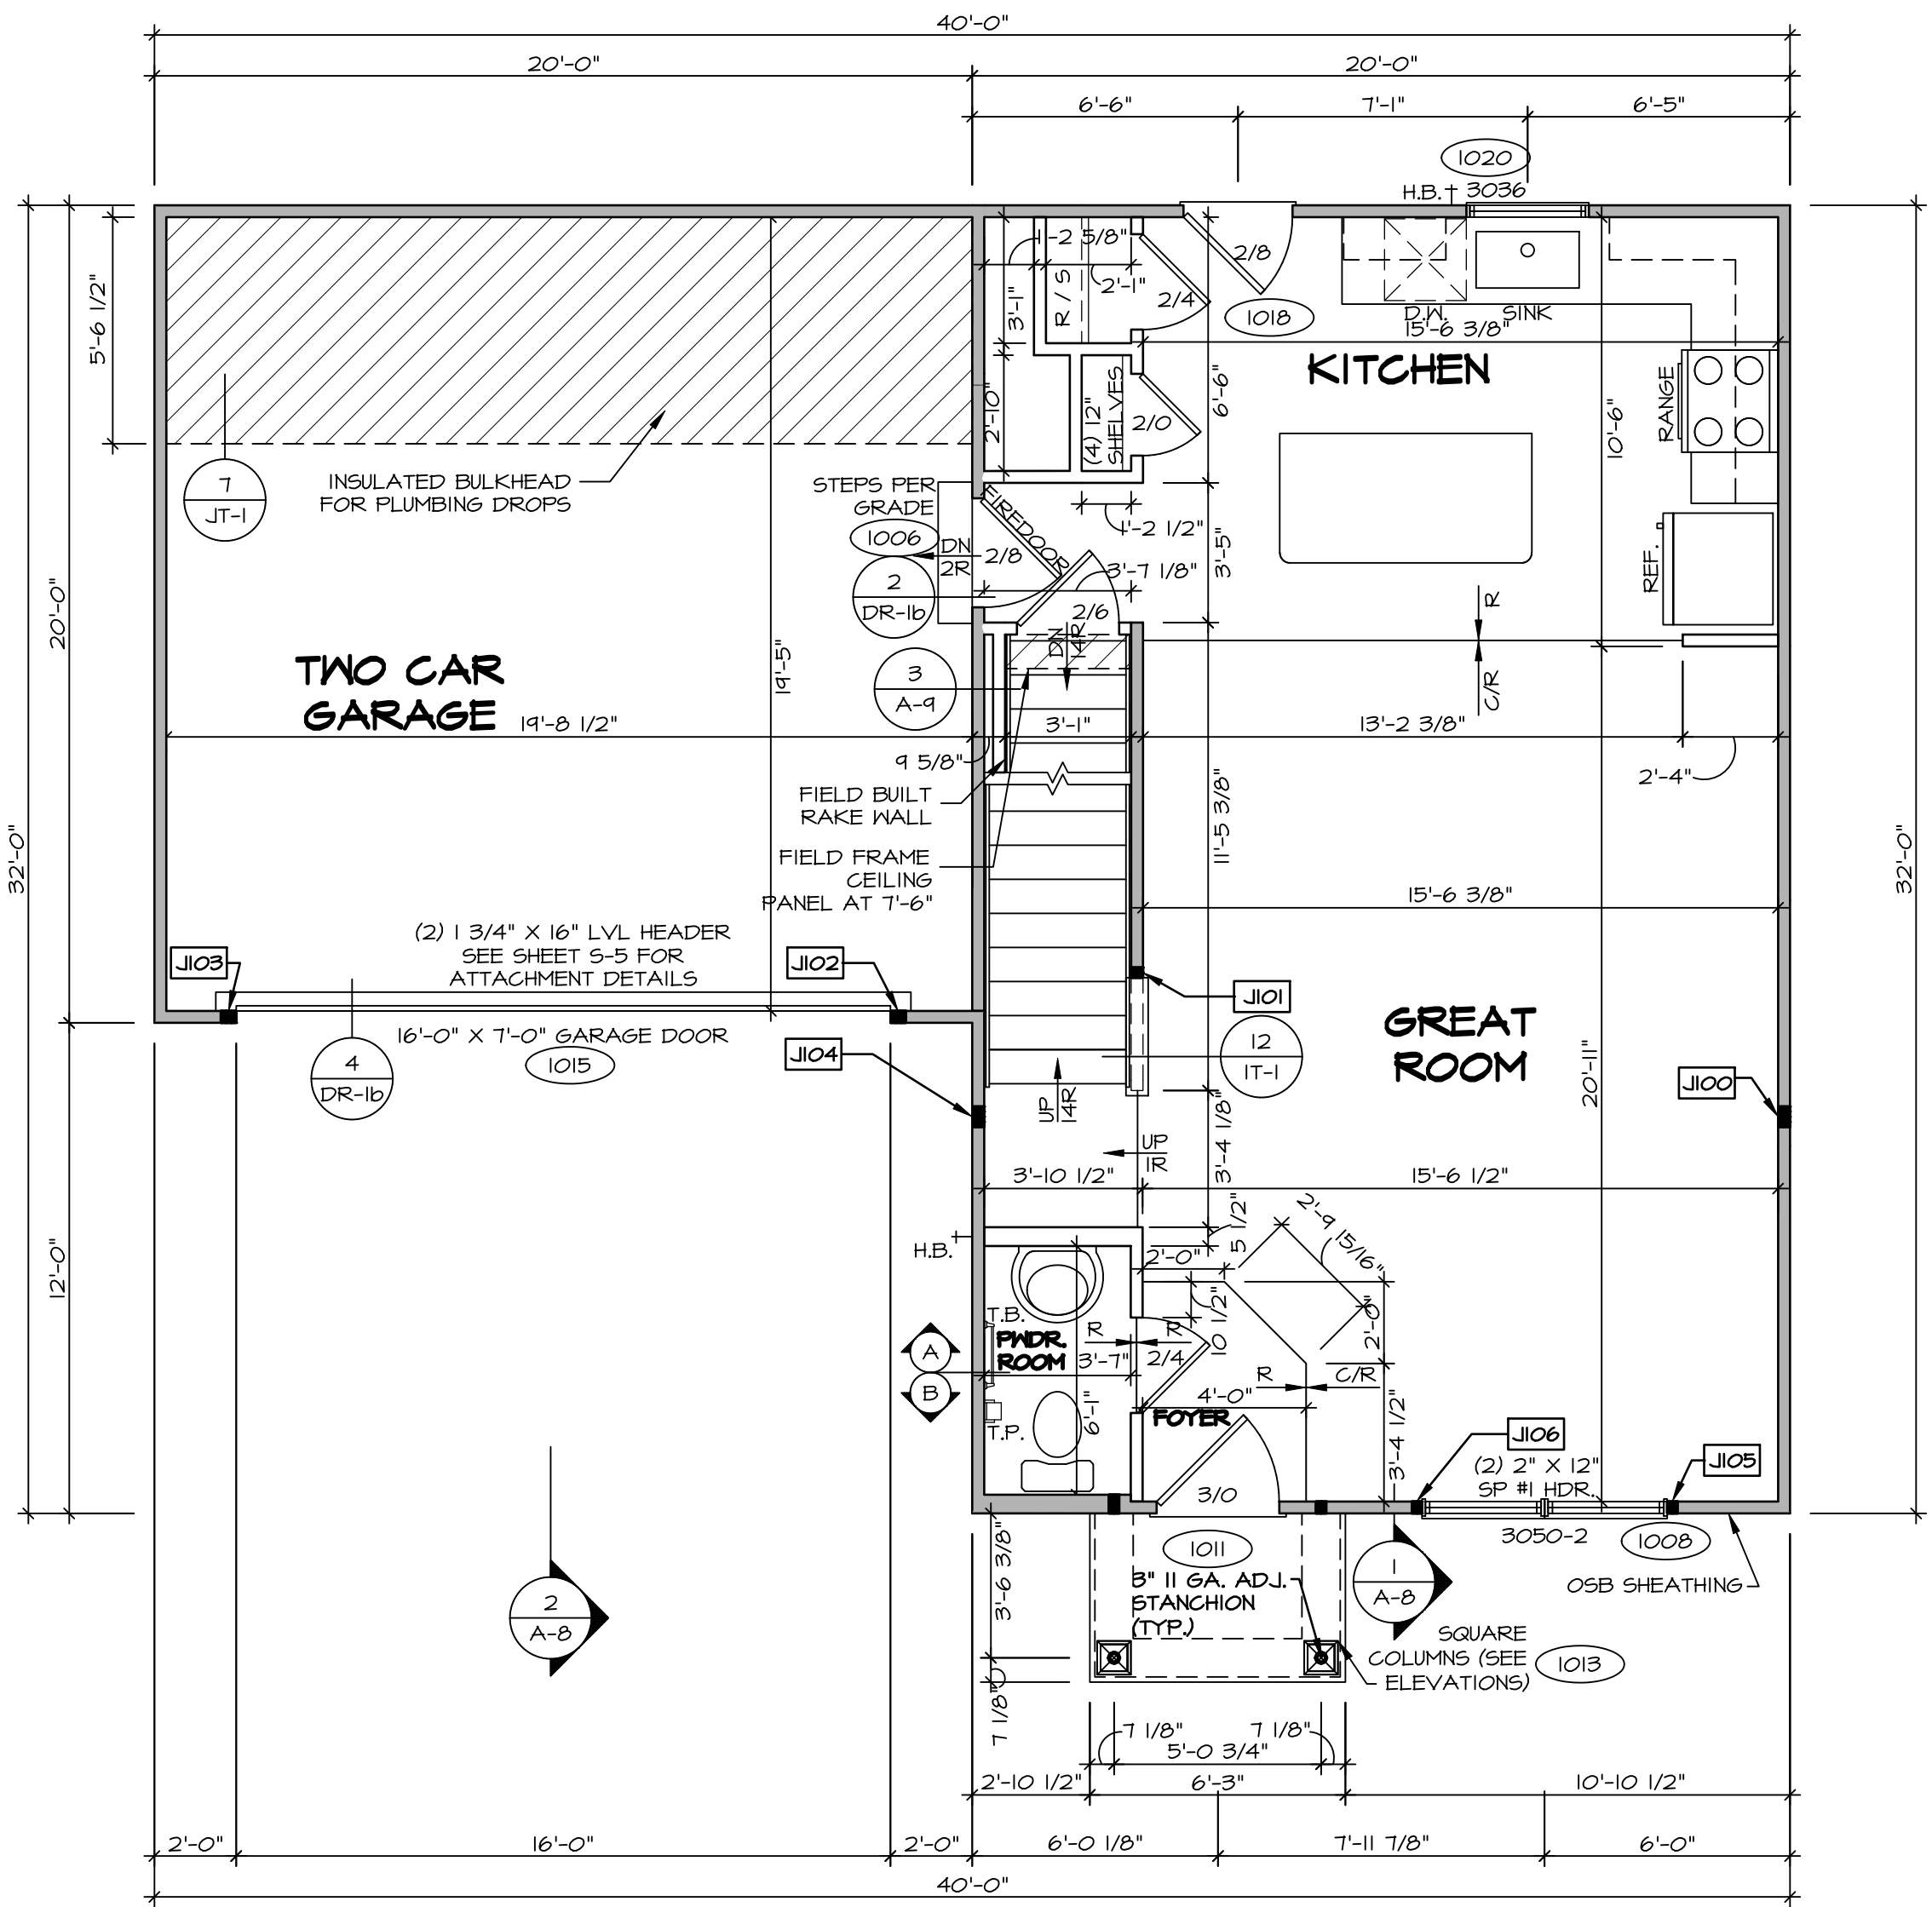 40'-0"
20'-0" 20'-0"
6'-6" 7'-1" 6'-5"
1020
H.B. 3036
1'-2 5/8"
2'-1"
R / S
3'-1"
2/4
2/8
1018
D.W. SINK
15'-6 3/8"
KITCHEN
RANGE
5'-6 1/2"
7
JT-1
INSULATED BULKHEAD
FOR PLUMBING DROPS
2'-10"
(4) 12"
SHELVES
2/0
6'-6"
10'-6"
STEPS PER
GRADE
1006
DN
2R
2/8
FIREDOOR
1'-2 1/2"
3'-5"
2
DR-1b
3'-7 1/8"
2/6
DN
14R
REF.
R
C/R
20'-0"
TWO CAR
GARAGE
19'-5"
3
A-9
19'-8 1/2"
3'-1"
13'-2 3/8"
9 5/8"
2'-4"
FIELD BUILT
RAKE WALL
FIELD FRAME
CEILING
PANEL AT 7'-6"
11'-5 3/8"
32'-0"
32'-0"
15'-6 3/8"
(2) 1 3/4" X 16" LVL HEADER
SEE SHEET S-5 FOR
ATTACHMENT DETAILS
J103
J102
J101
16'-0" X 7'-0" GARAGE DOOR
1015
4
DR-1b
J104
12
IT-1
GREAT
ROOM
20'-11"
J100
UP
14R
UP
1R
3'-4 1/8"
3'-10 1/2"
15'-6 1/2"
12'-0"
H.B.
5 1/2"
2'-9 15/16"
2'-0"
10 1/2"
2'-0"
T.B.
PWDR.
ROOM
R R
3'-7"
2/4
A
B
R C/R
4'-0"
FOYER
6'-1"
T.P.
3'-4 1/2"
J106
J105
(2) 2" X 12"
SP #1 HDR.
3/0
3050-2
1008
OSB SHEATHING
1011
1
A-8
3'-6 3/8"
3" 11 GA. ADJ.
STANCHION
(TYP.)
2
A-8
SQUARE
COLUMNS (SEE
ELEVATIONS)
1013
7 1/8"
7 1/8" 7 1/8"
5'-0 3/4"
2'-10 1/2" 6'-3" 10'-10 1/2"
2'-0" 16'-0" 2'-0" 6'-0 1/8" 7'-11 7/8" 6'-0"
40'-0"